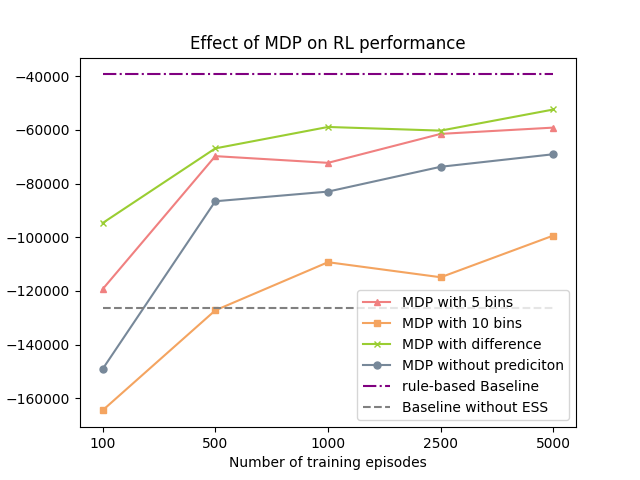 Effect of MDP on RL performance
−40000
−60000
−80000
−100000
−120000
−140000
−160000
MDP with 5 bins
MDP with 10 bins
MDP with difference
MDP without prediciton
rule-based Baseline
Baseline without ESS
100 500 1000 2500 5000
Number of training episodes